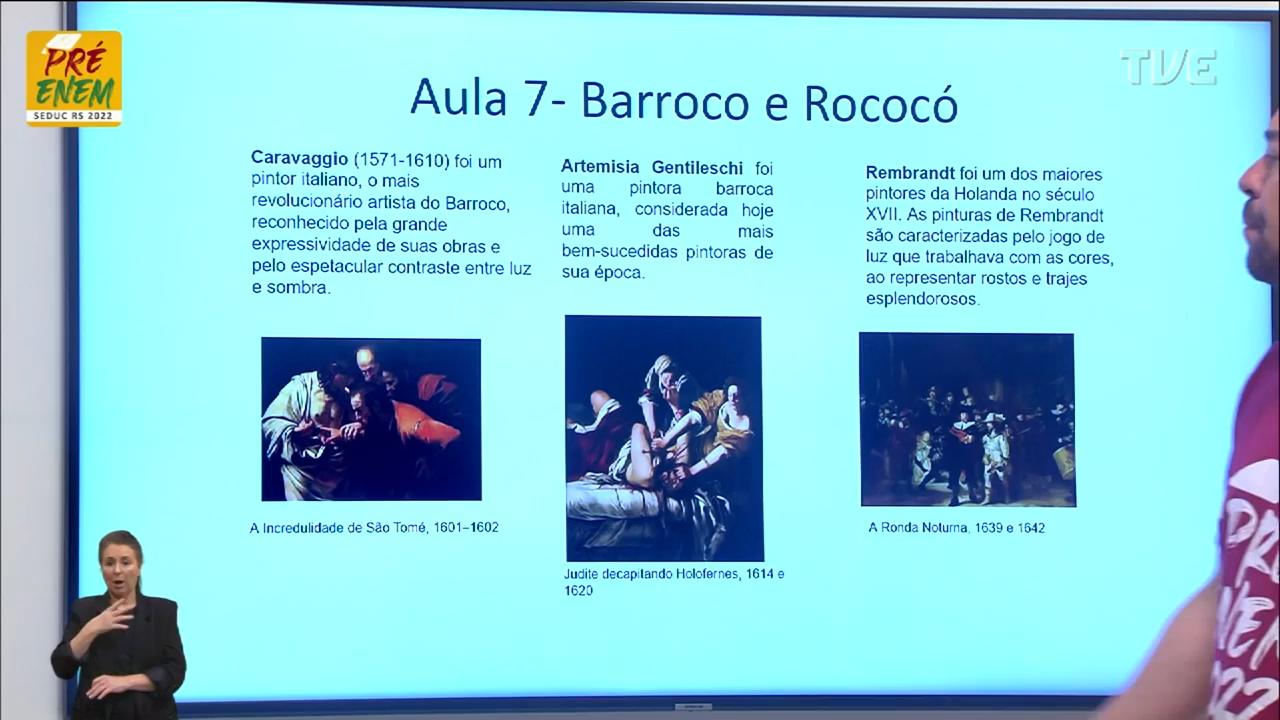 PRÉ
ENEM
SEDUC RS 2022
TVE
Aula 7- Barroco e Rococó
Caravaggio (1571-1610) foi um
pintor italiano, o mais
revolucionário artista do Barroco,
reconhecido pela grande
expressividade de suas obras e
pelo espetacular contraste entre luz
e sombra.
A Incredulidade de São Tomé, 1601–1602
Artemisia Gentileschi foi
uma pintora barroca
italiana, considerada hoje
uma das mais
bem-sucedidas pintoras de
sua época.
Judite decapitando Holofernes, 1614 e
1620
Rembrandt foi um dos maiores
pintores da Holanda no século
XVII. As pinturas de Rembrandt
são caracterizadas pelo jogo de
luz que trabalhava com as cores,
ao representar rostos e trajes
esplendorosos.
A Ronda Noturna, 1639 e 1642